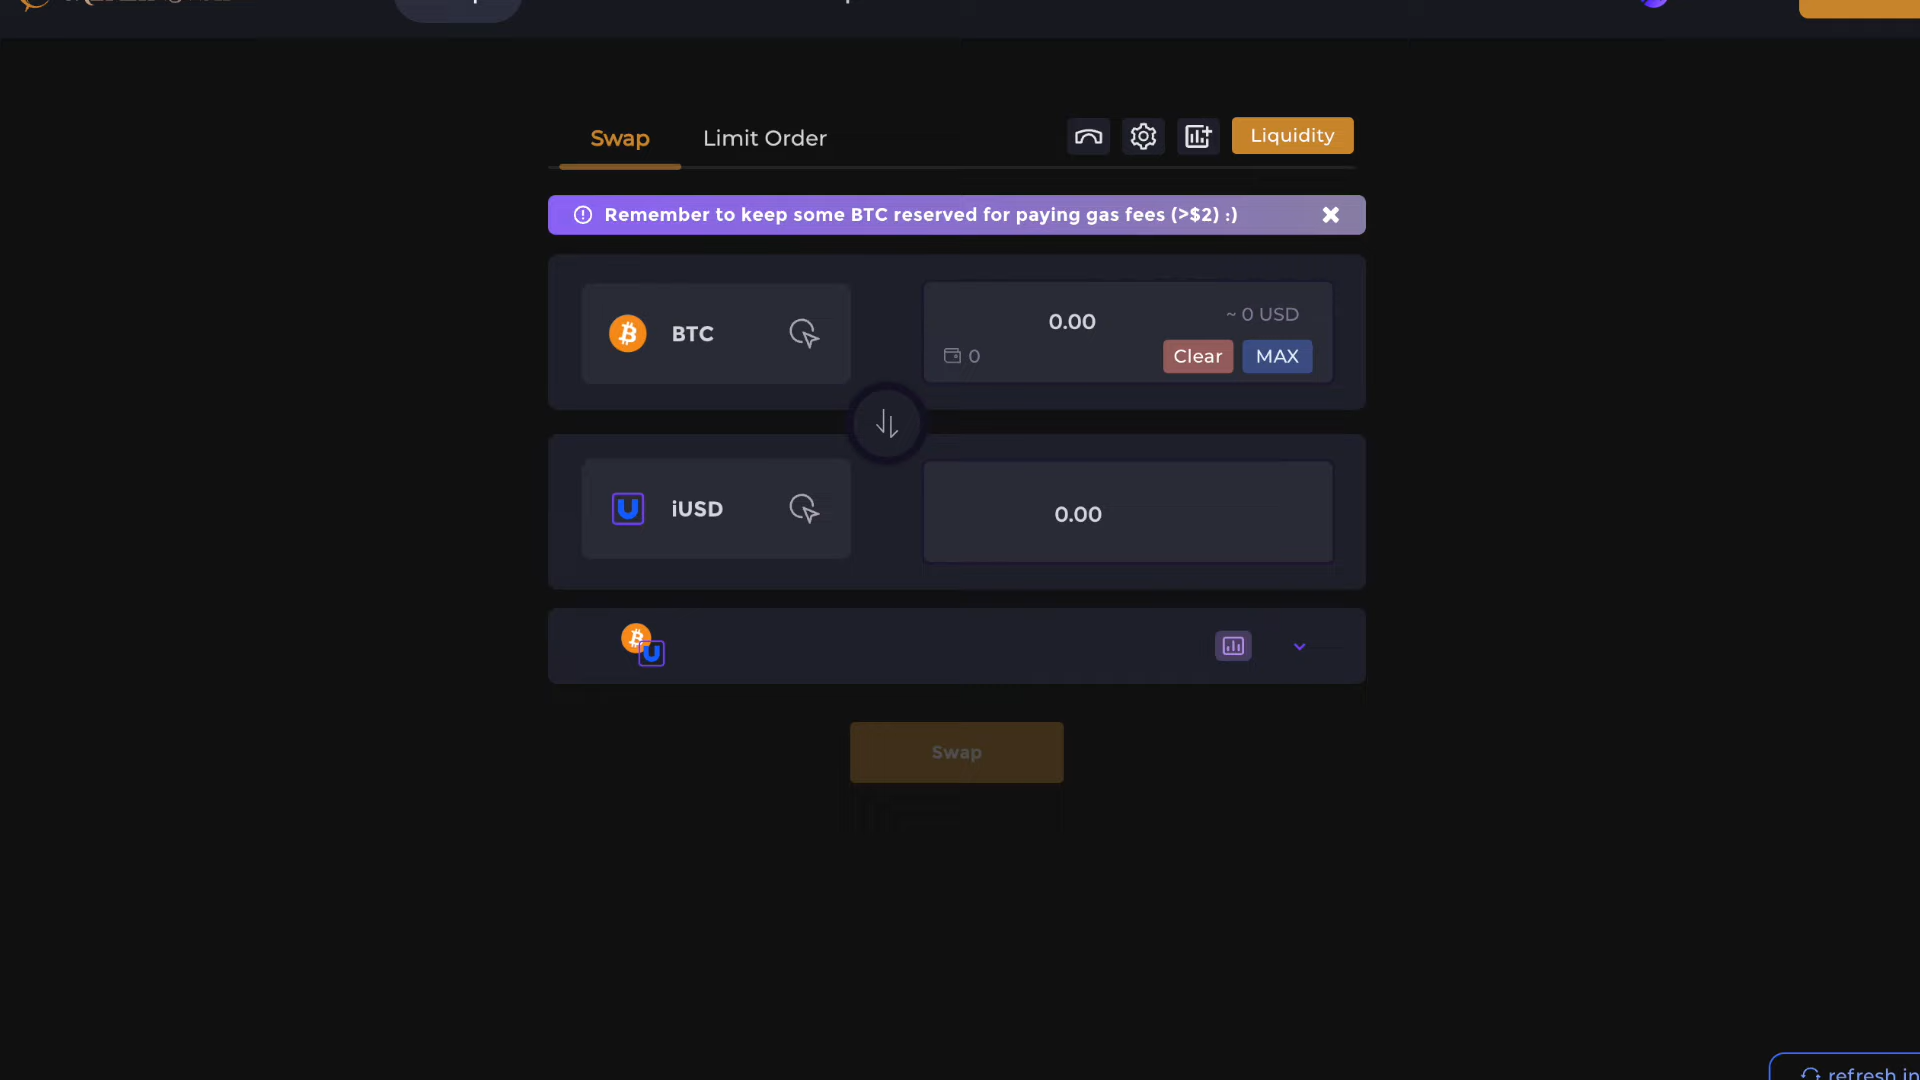 Swap
Limit Order
Liquidity
Remember to keep some BTC reserved for paying gas fees (>$2) :)
BTC
0.00
~ 0 USD
0
Clear
MAX
iUSD
0.00
Swap
refresh in